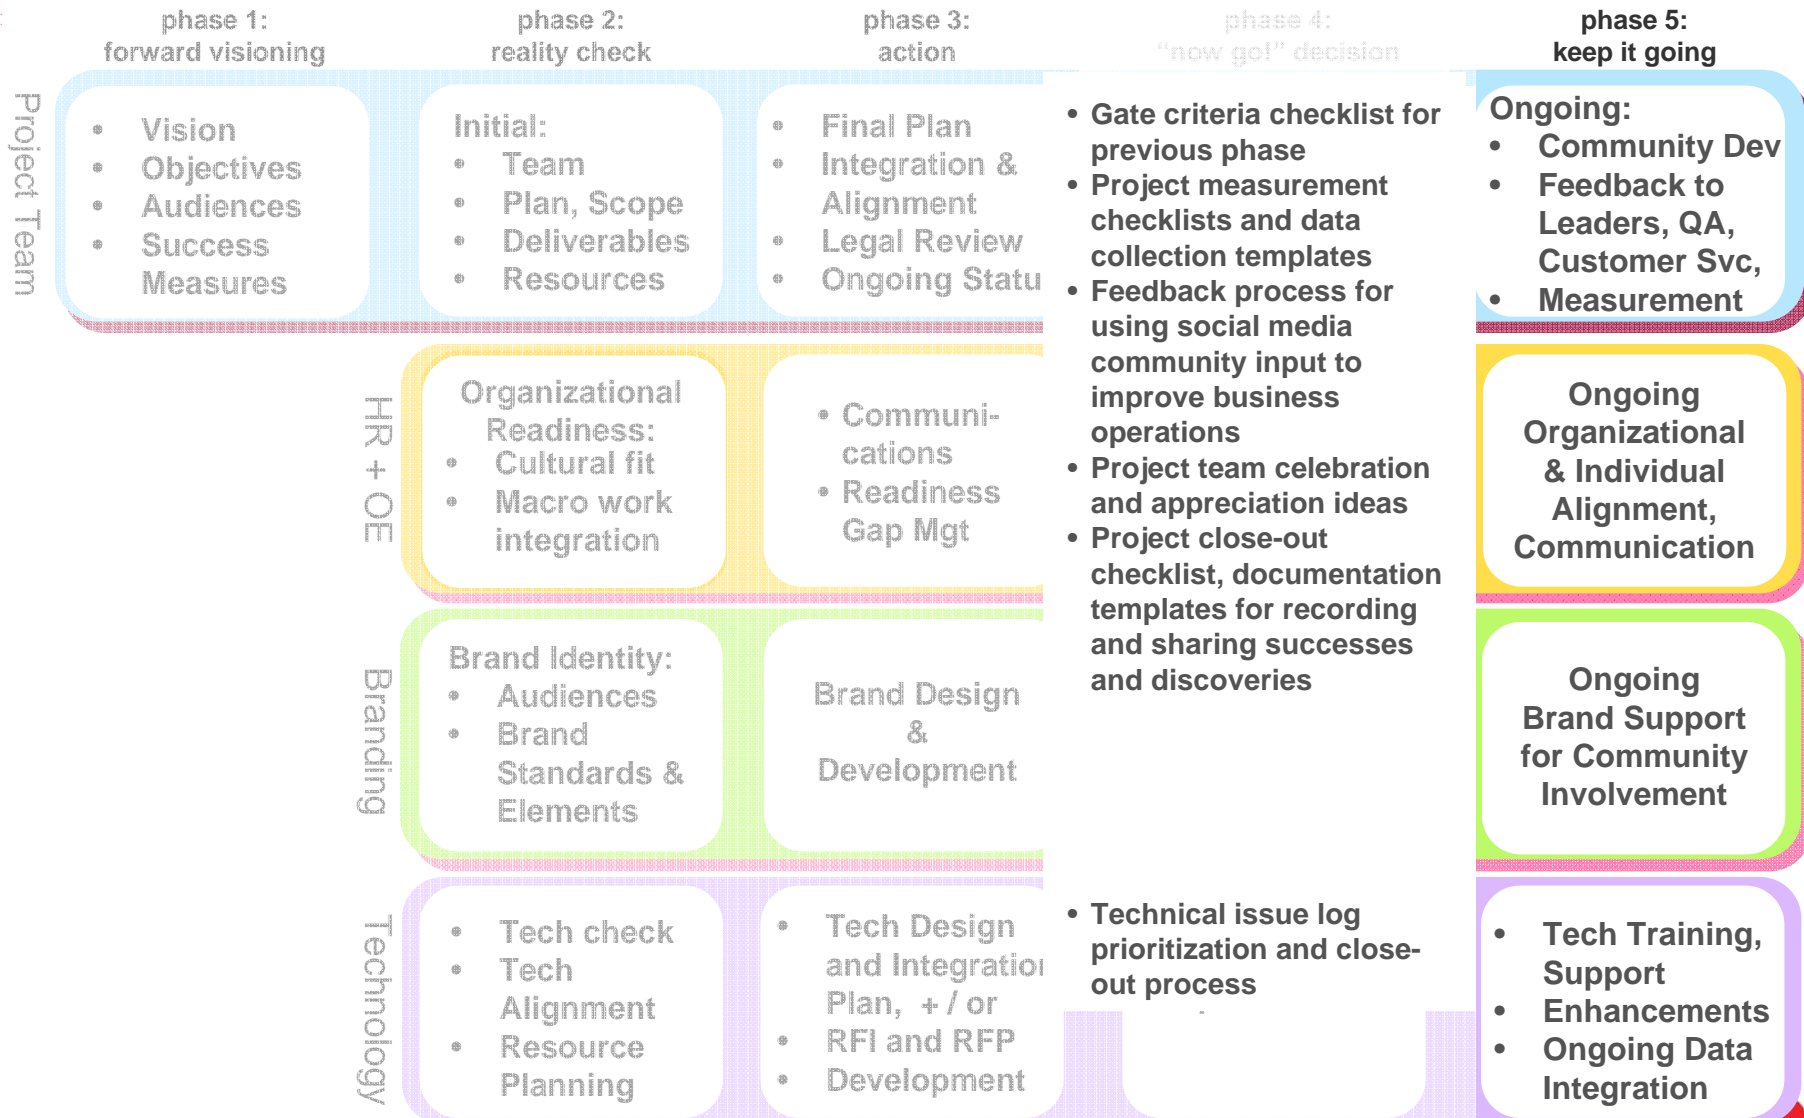 phase 1:
forward visioning
phase 2:
reality check
phase 3:
action
phase 4:
“now go!” decision
phase 5:
keep it going
Project Team
• Vision
• Objectives
• Audiences
• Success
Measures
Initial:
• Team
• Plan, Scope
• Deliverables
• Resources
• Final Plan
• Integration &
Alignment
• Legal Review
• Ongoing Statu
• Gate criteria checklist for
previous phase
• Project measurement
checklists and data
collection templates
• Feedback process for
using social media
community input to
improve business
operations
• Project team celebration
and appreciation ideas
• Project close-out
checklist, documentation
templates for recording
and sharing successes
and discoveries
Ongoing:
• Community Dev
• Feedback to
Leaders, QA,
Customer Svc,
• Measurement
HR + OE
Organizational
Readiness:
• Cultural fit
• Macro work
integration
• Communi-
cations
• Readiness
Gap Mgt
Ongoing
Organizational
& Individual
Alignment,
Communication
Branding
Brand Identity:
• Audiences
• Brand
Standards &
Elements
Brand Design
&
Development
Ongoing
Brand Support
for Community
Involvement
Technology
• Tech check
• Tech
Alignment
• Resource
Planning
• Tech Design
and Integration
Plan, + / or
• RFI and RFP
• Development
• Technical issue log
prioritization and close-
out process
• Tech Training,
Support
• Enhancements
• Ongoing Data
Integration